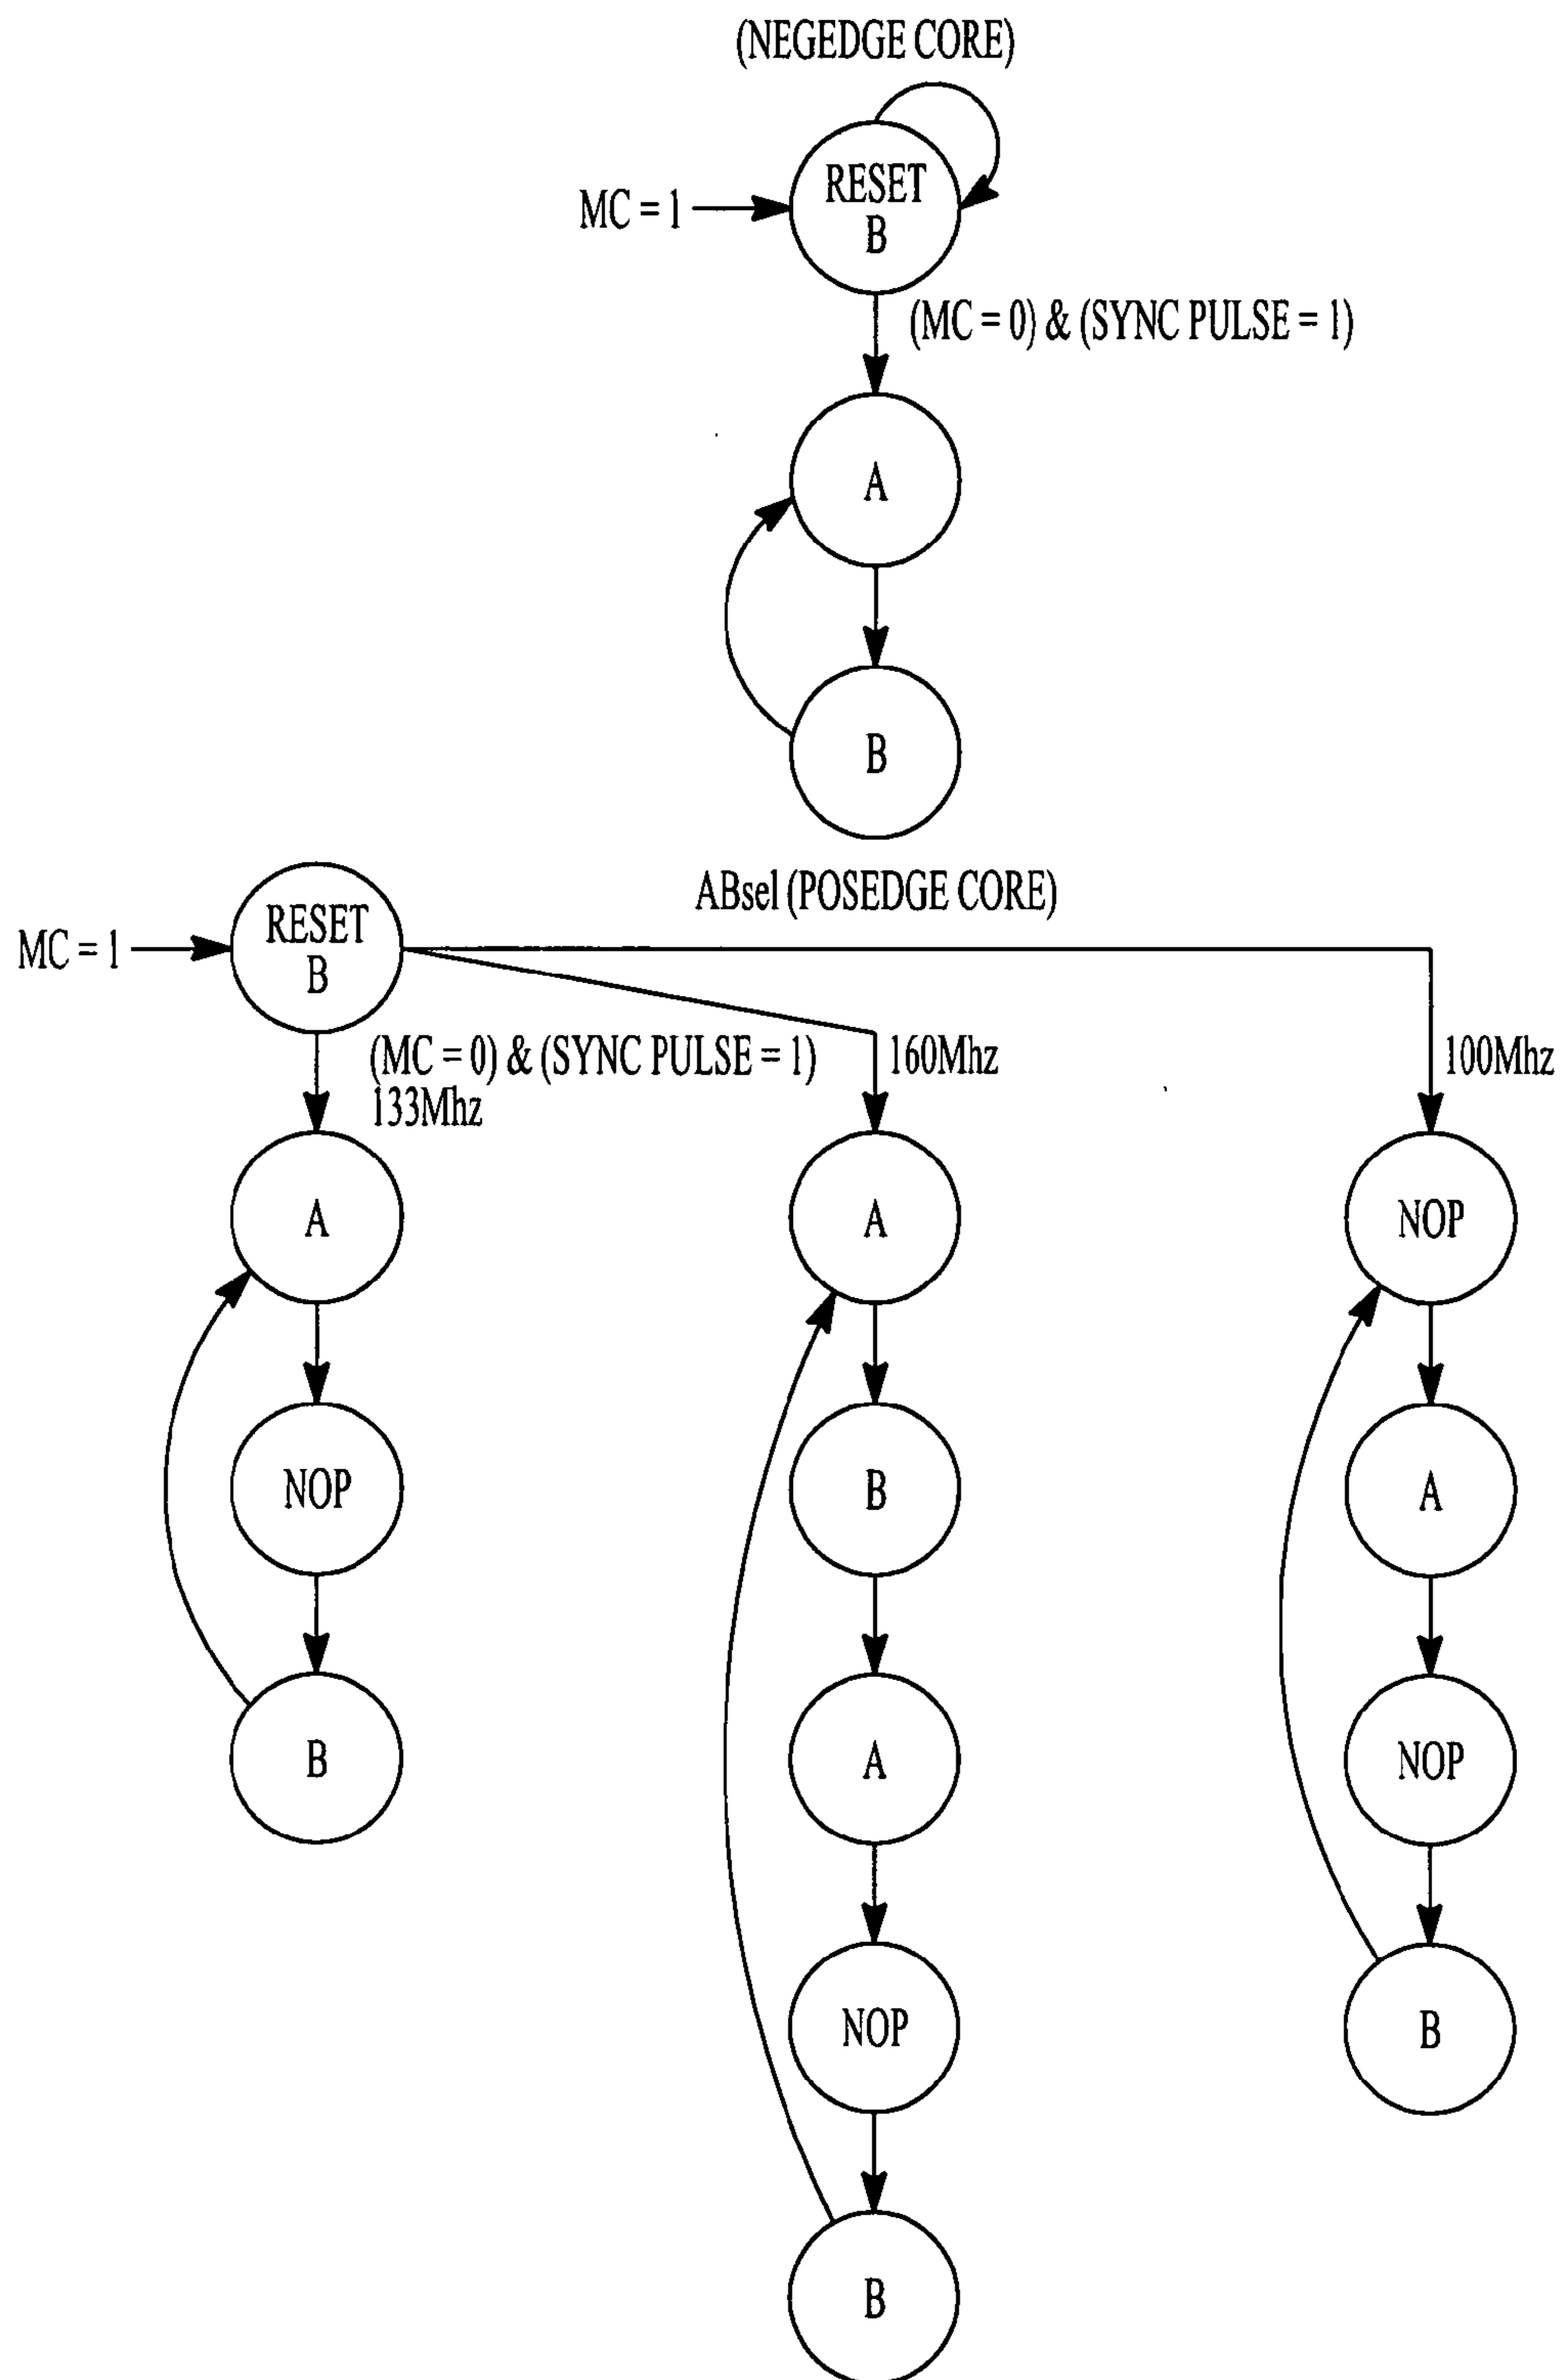 (NEGEDGE CORE)
MC = 1
RESET
B
(MC = 0) & (SYNC PULSE = 1)
A
B
ABsel (POSEDGE CORE)
MC = 1
RESET
B
(MC = 0) & (SYNC PULSE = 1)
133Mhz
160Mhz
100Mhz
A
A
NOP
NOP
B
A
B
A
NOP
NOP
B
B